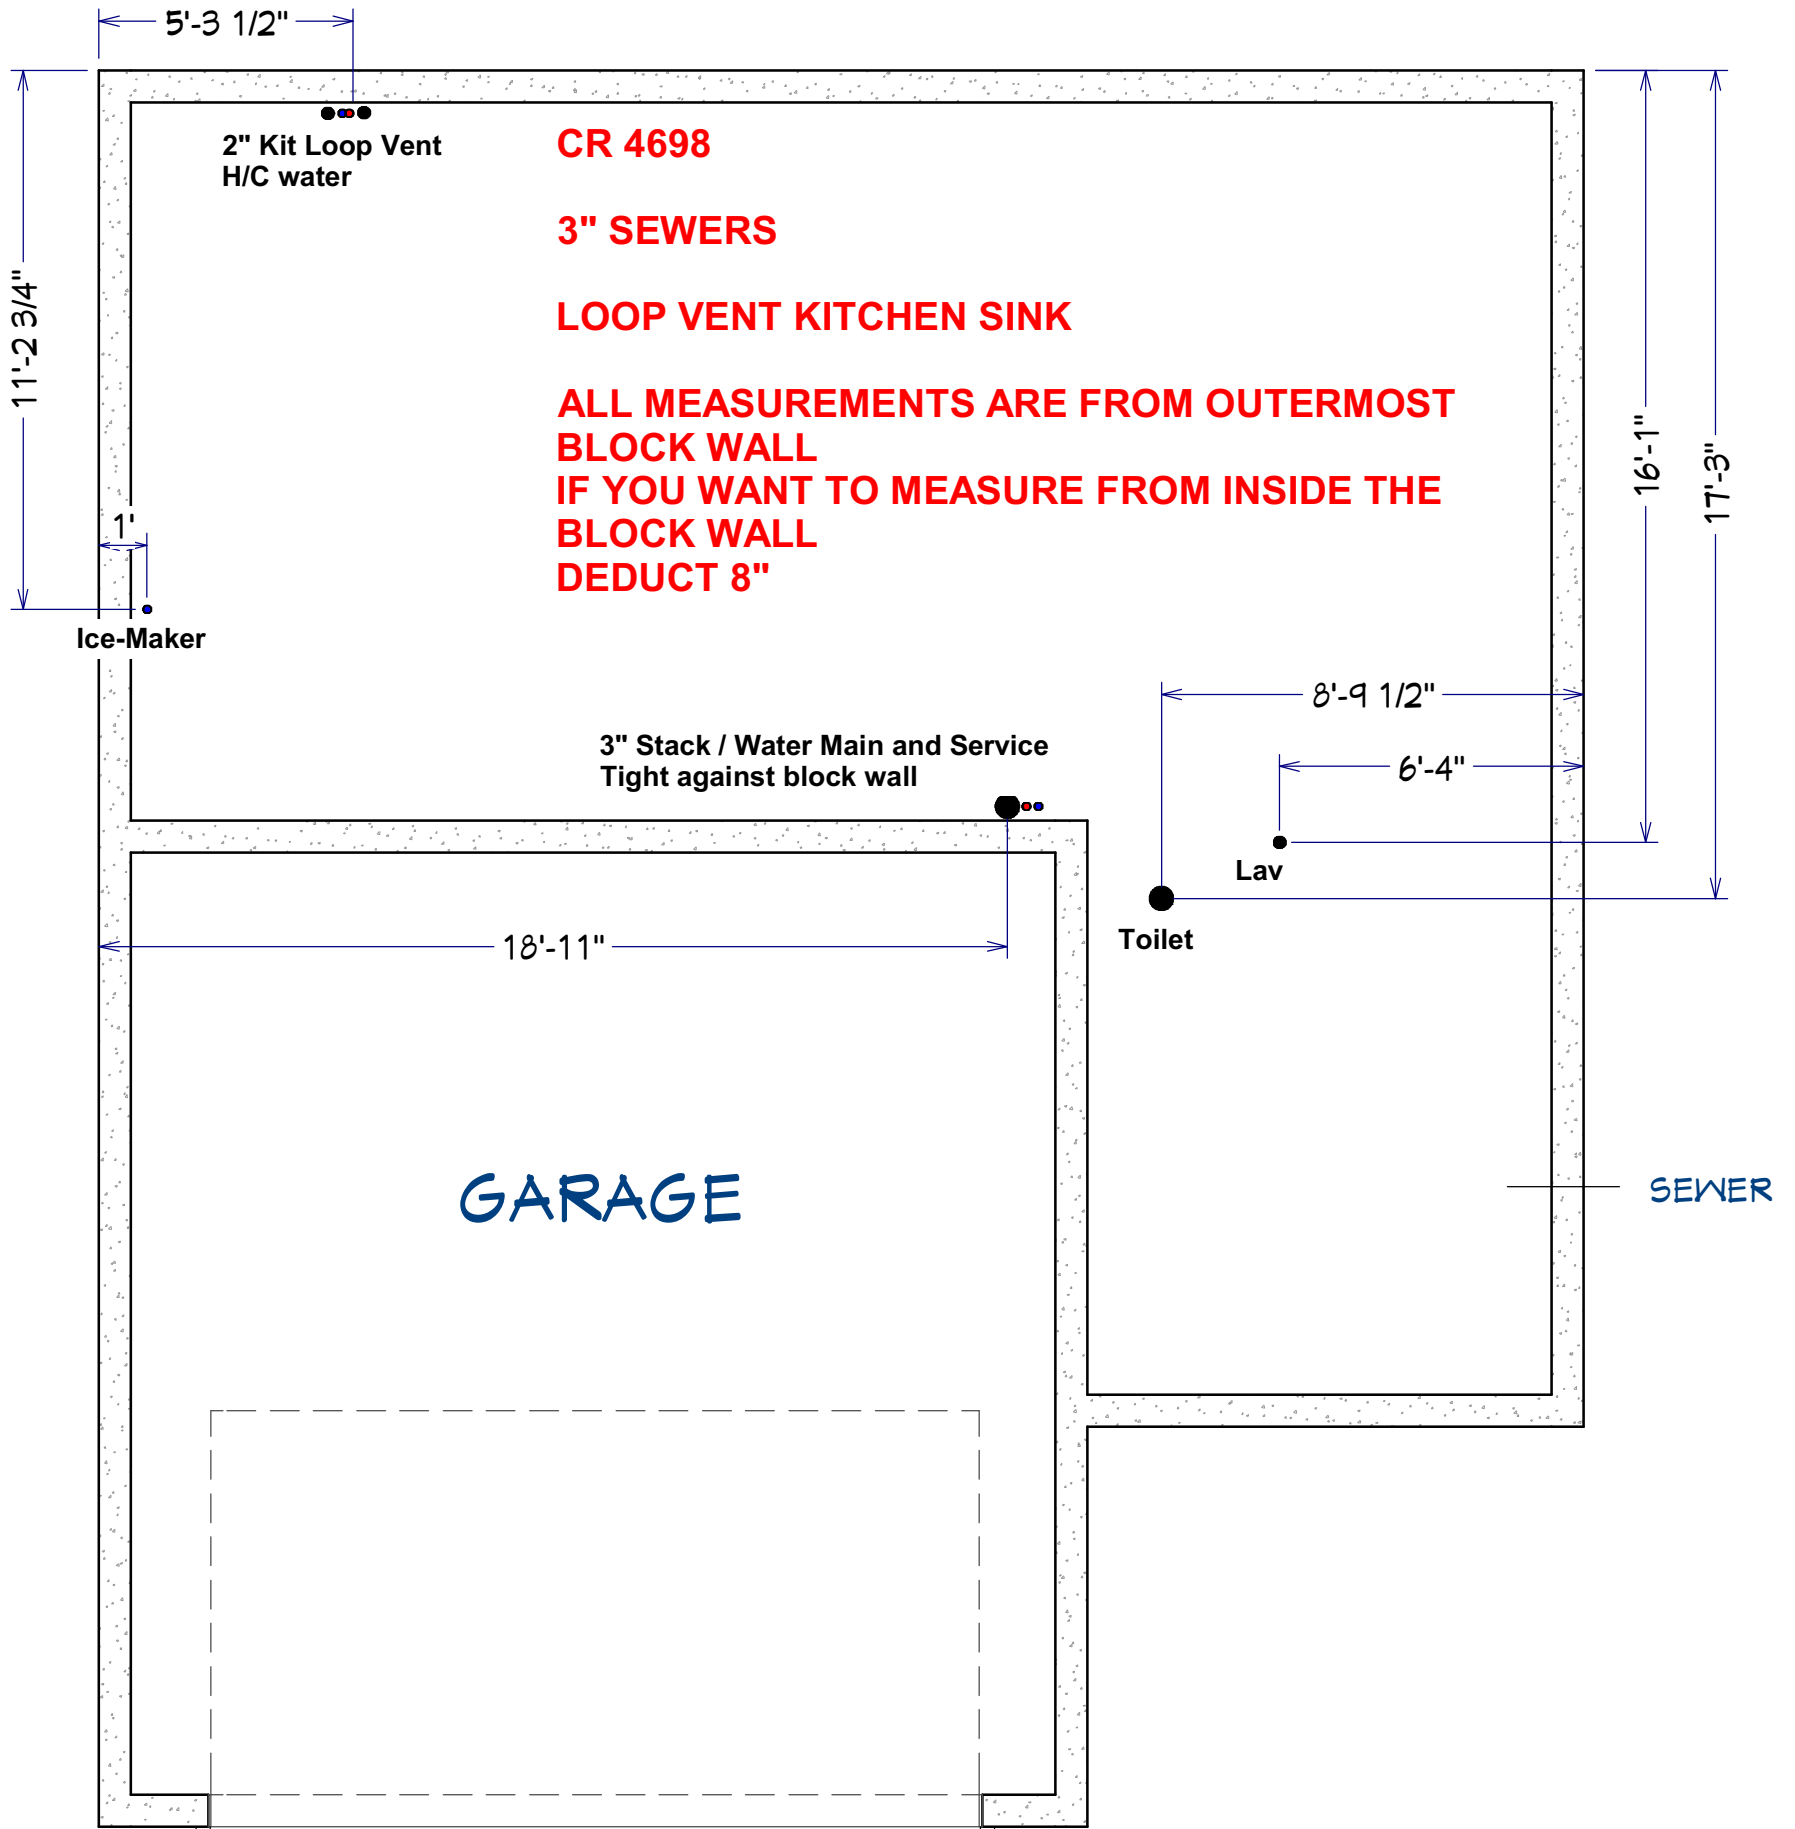 5'-3 1/2"
2" Kit Loop Vent
H/C water
CR 4698
3" SEWERS
LOOP VENT KITCHEN SINK
ALL MEASUREMENTS ARE FROM OUTERMOST
BLOCK WALL
IF YOU WANT TO MEASURE FROM INSIDE THE
BLOCK WALL
DEDUCT 8"
11'-2 3/4"
16'-1"
17'-3"
1'
Ice-Maker
8'-9 1/2"
3" Stack / Water Main and Service
Tight against block wall
6'-4"
Lav
Toilet
18'-11"
GARAGE
SEWER